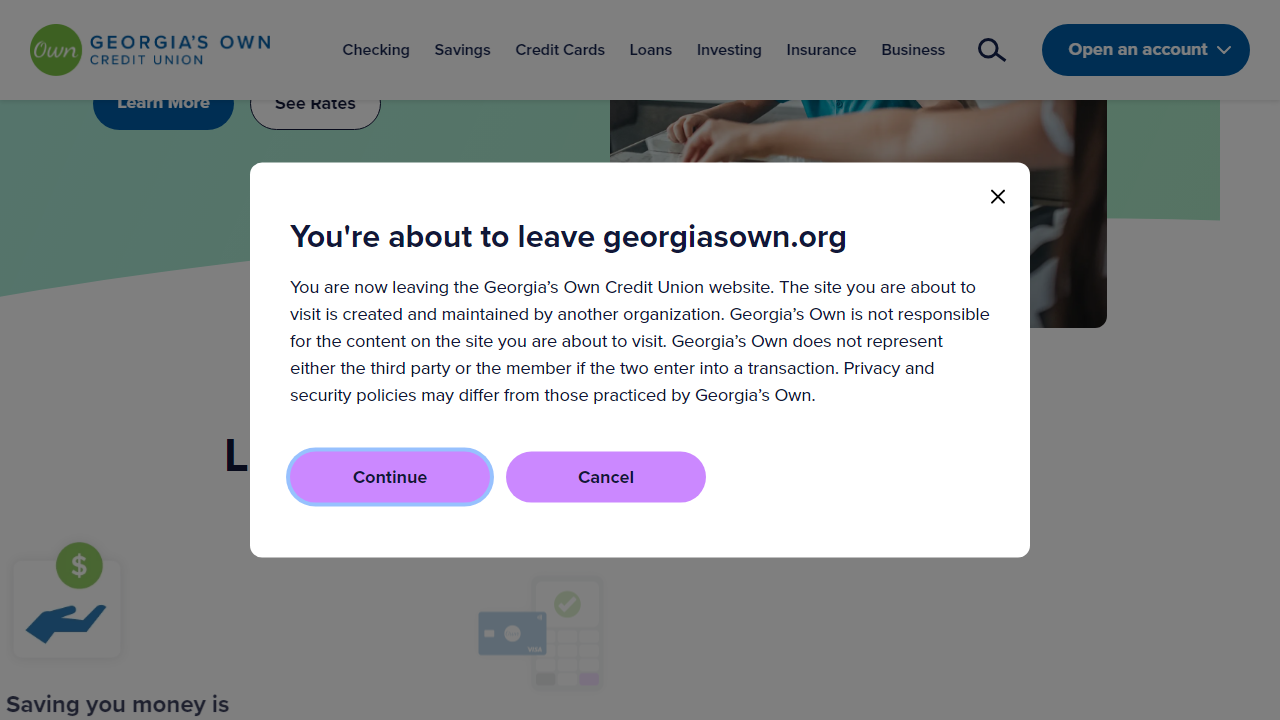 Own GEORGIA'S OWN
CREDIT UNION
Checking Savings Credit Cards Loans Investing Insurance Business Open an account
Learn More See Rates
You're about to leave georgiasown.org
You are now leaving the Georgia’s Own Credit Union website. The site you are about to
visit is created and maintained by another organization. Georgia’s Own is not responsible
for the content on the site you are about to visit. Georgia’s Own does not represent
either the third party or the member if the two enter into a transaction. Privacy and
security policies may differ from those practiced by Georgia’s Own.
Continue Cancel
L
$
VISA
Saving you money is